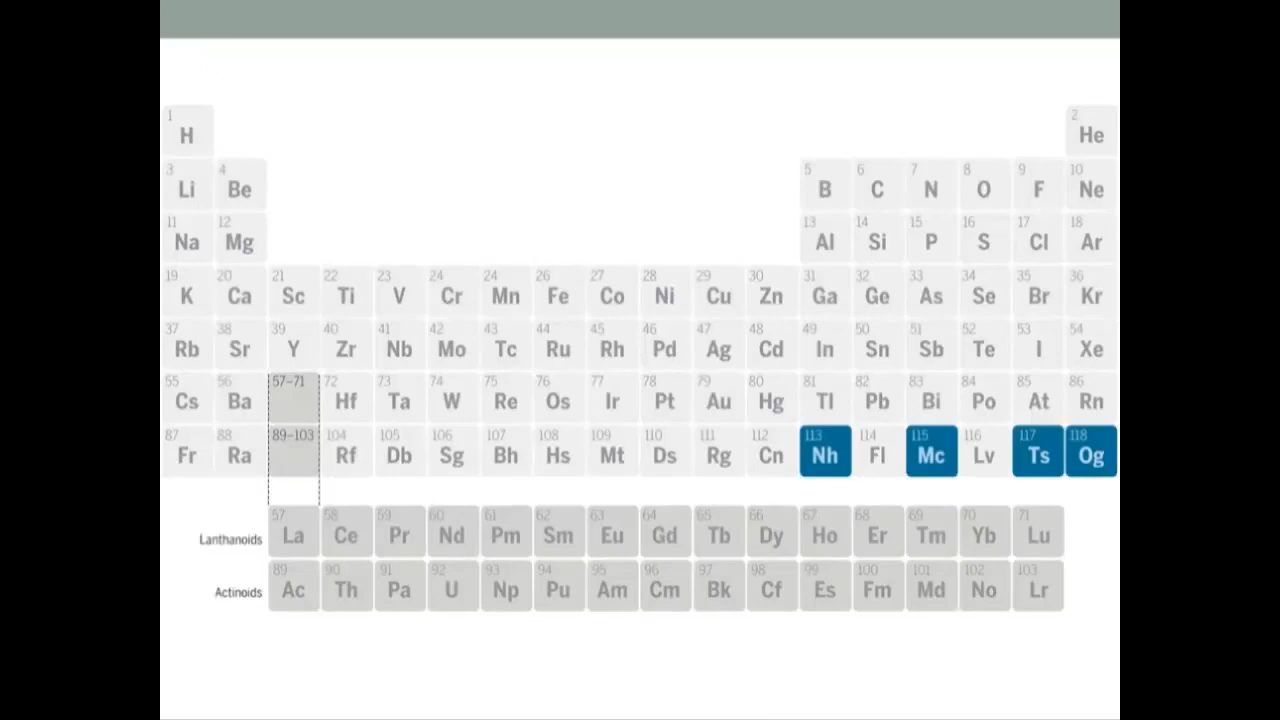 1 2
H He
3 4 5 6 7 8 9 10
Li Be B C N O F Ne
11 12 13 14 15 16 17 18
Na Mg Al Si P S Cl Ar
19 20 21 22 23 24 24 26 27 28 29 30 31 32 33 34 35 36
K Ca Sc Ti V Cr Mn Fe Co Ni Cu Zn Ga Ge As Se Br Kr
37 38 39 40 41 42 43 44 45 46 47 48 49 50 51 52 53 54
Rb Sr Y Zr Nb Mo Tc Ru Rh Pd Ag Cd In Sn Sb Te I Xe
55 56 57–71 72 73 74 75 76 77 78 79 80 81 82 83 84 85 86
Cs Ba Hf Ta W Re Os Ir Pt Au Hg Tl Pb Bi Po At Rn
87 88 89–103 104 105 106 107 108 109 110 111 112 113 114 115 116 117 118
Fr Ra Rf Db Sg Bh Hs Mt Ds Rg Cn Nh Fl Mc Lv Ts Og
57 58 59 60 61 62 63 64 65 66 67 68 69 70 71
Lanthanoids La Ce Pr Nd Pm Sm Eu Gd Tb Dy Ho Er Tm Yb Lu
89 90 91 92 93 94 95 96 97 98 99 100 101 102 103
Actinoids Ac Th Pa U Np Pu Am Cm Bk Cf Es Fm Md No Lr